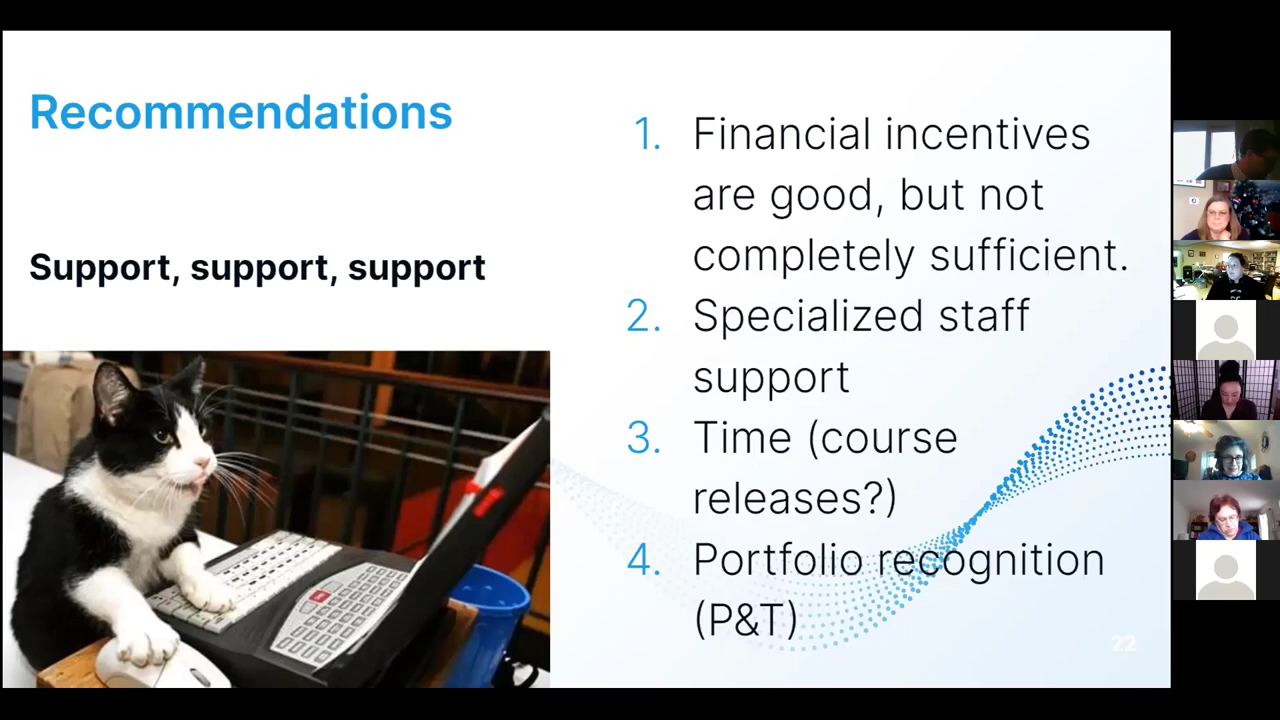 Recommendations
Support, support, support
1. Financial incentives
are good, but not
completely sufficient.
2. Specialized staff
support
3. Time (course
releases?)
4. Portfolio recognition
(P&T)
22